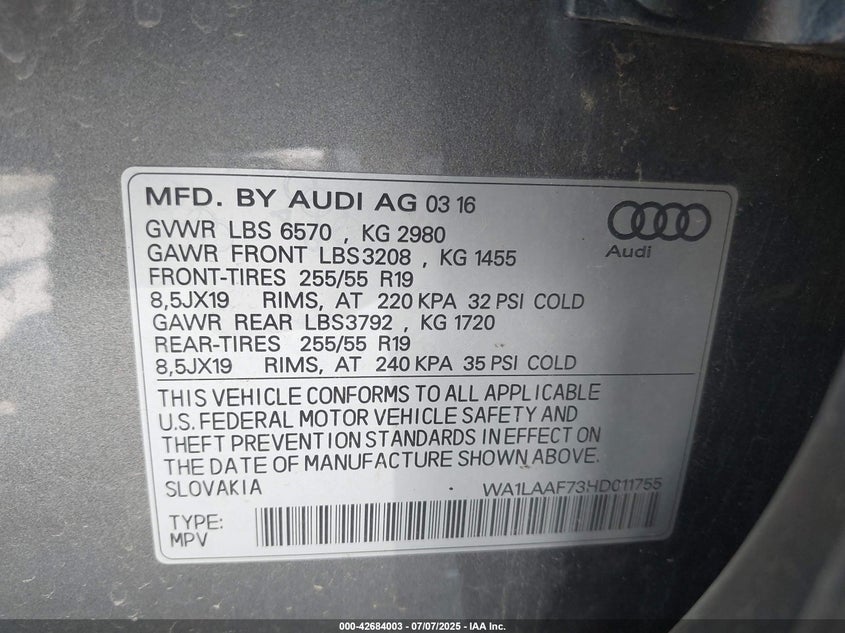 MFD. BY AUDI AG 03 16
GVWR LBS 6570 , KG 2980
GAWR FRONT LBS3208 , KG 1455
FRONT-TIRES 255/55 R19
8,5JX19 RIMS, AT 220 KPA 32 PSI COLD
GAWR REAR LBS3792 , KG 1720
REAR-TIRES 255/55 R19
8,5JX19 RIMS, AT 240 KPA 35 PSI COLD
Audi
THIS VEHICLE CONFORMS TO ALL APPLICABLE
U.S. FEDERAL MOTOR VEHICLE SAFETY AND
THEFT PREVENTION STANDARDS IN EFFECT ON
THE DATE OF MANUFACTURE SHOWN ABOVE.
SLOVAKIA WA1LAAF73HD011755
TYPE:
MPV
000-42684003 - 07/07/2025 - IAA Inc.